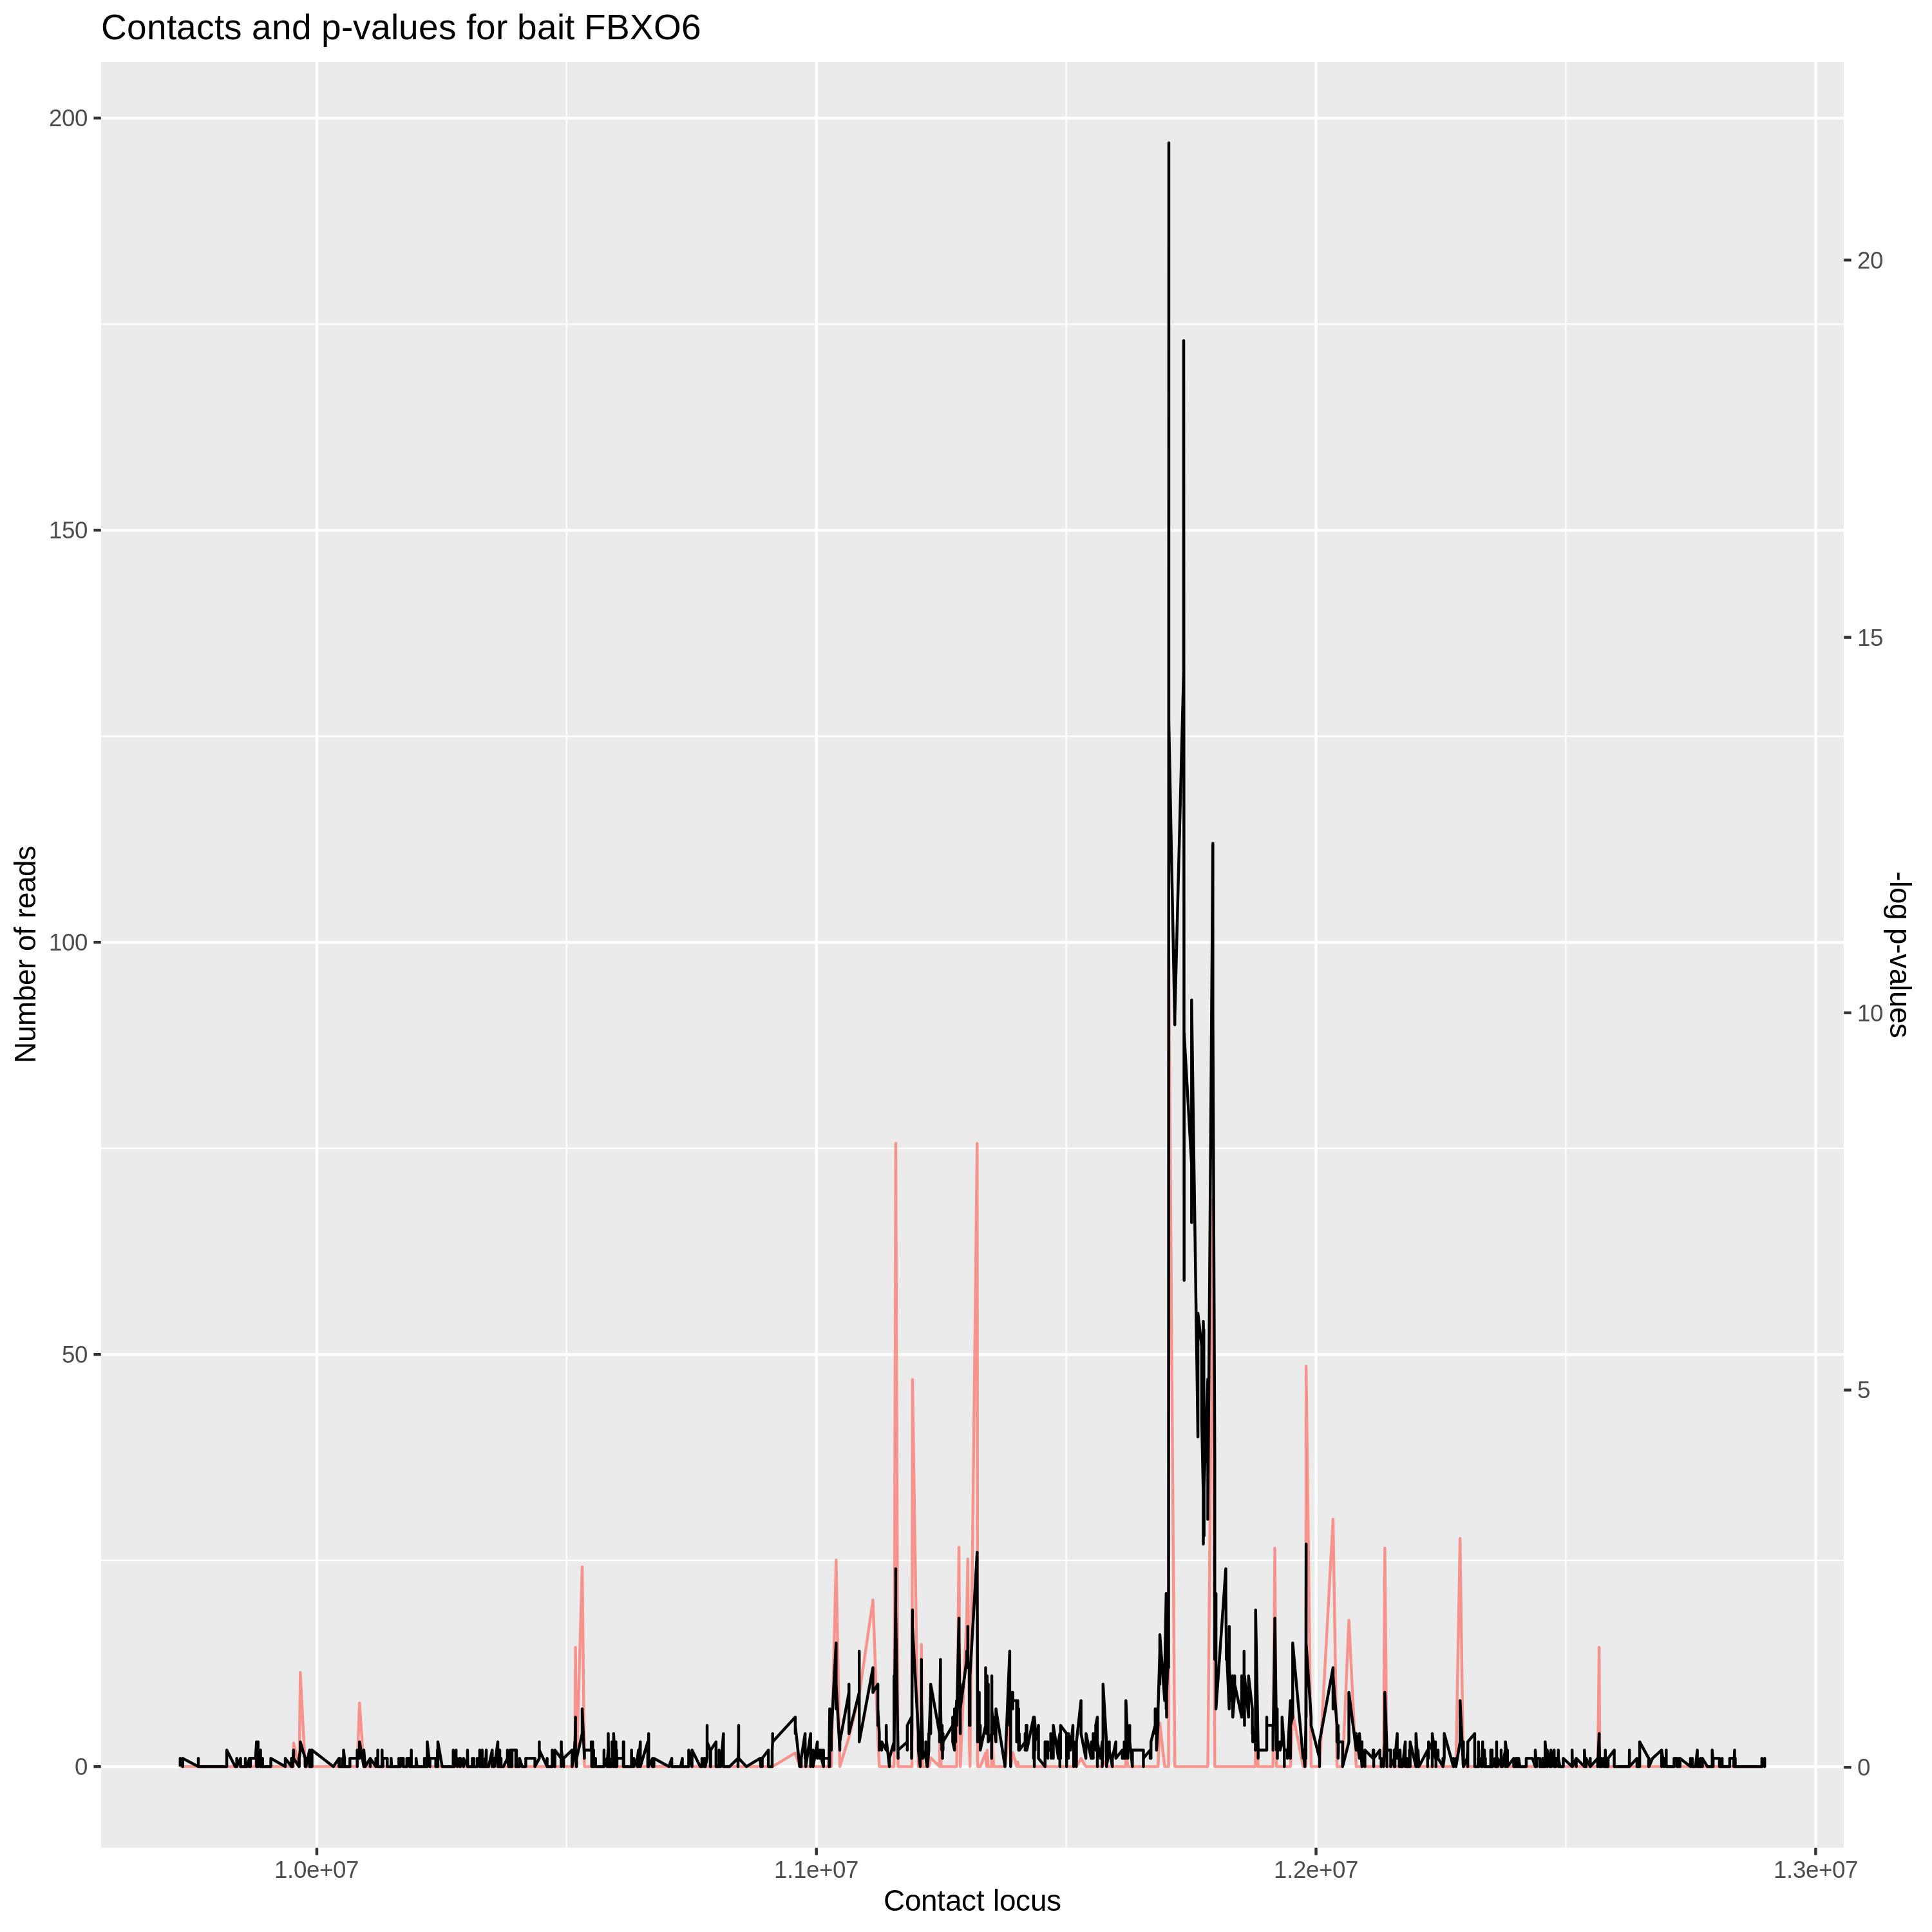 Contacts and p-values for bait FBXO6
200
150
100
50
0
Number of reads
20
15
10
5
0
-log p-values
1.0e+07
1.1e+07
1.2e+07
1.3e+07
Contact locus